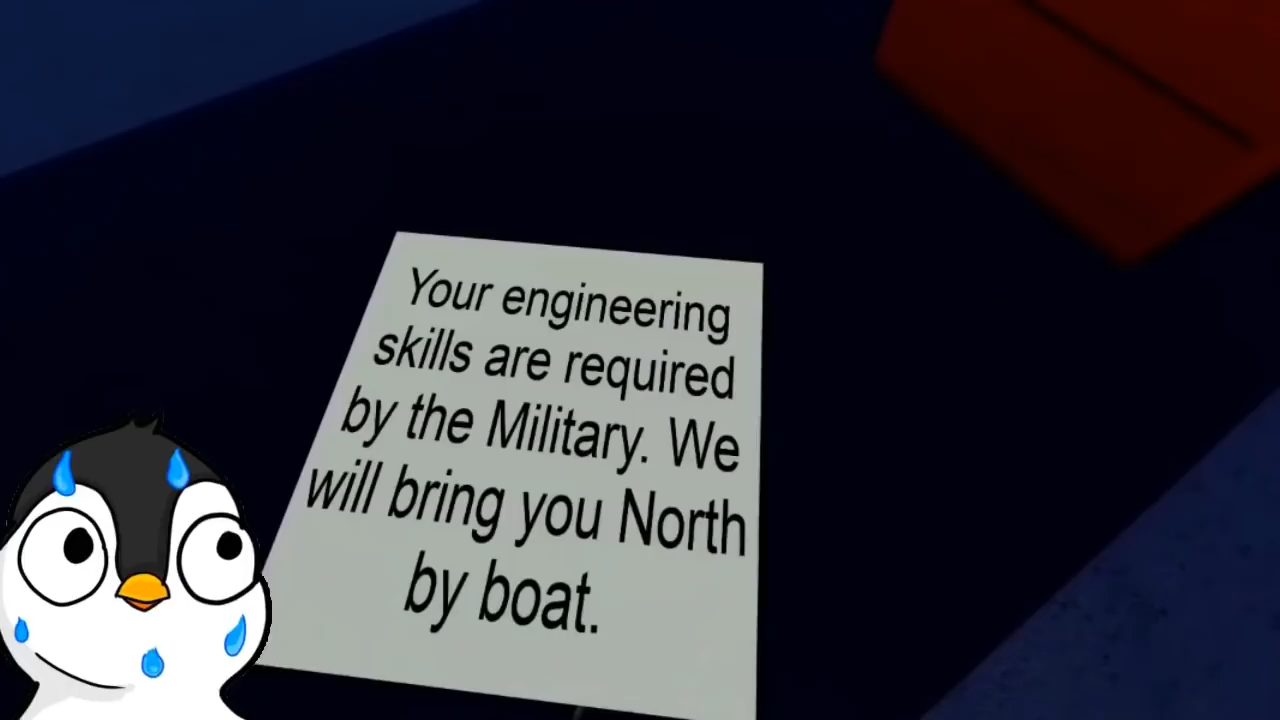 Your engineering
skills are required
by the Military. We
will bring you North
by boat.